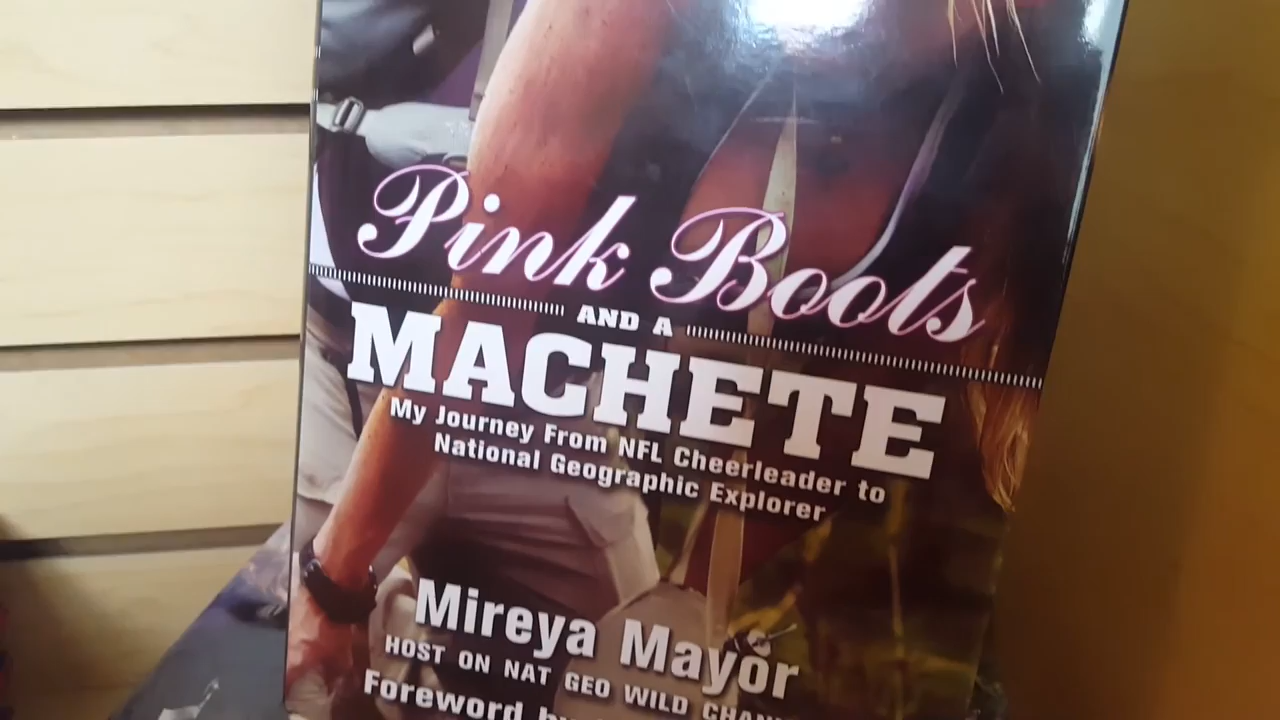 Pink Boots
AND A
MACHETE
My Journey From NFL Cheerleader to
National Geographic Explorer
Mireya Mayor
HOST ON NAT GEO WILD
Foreword by